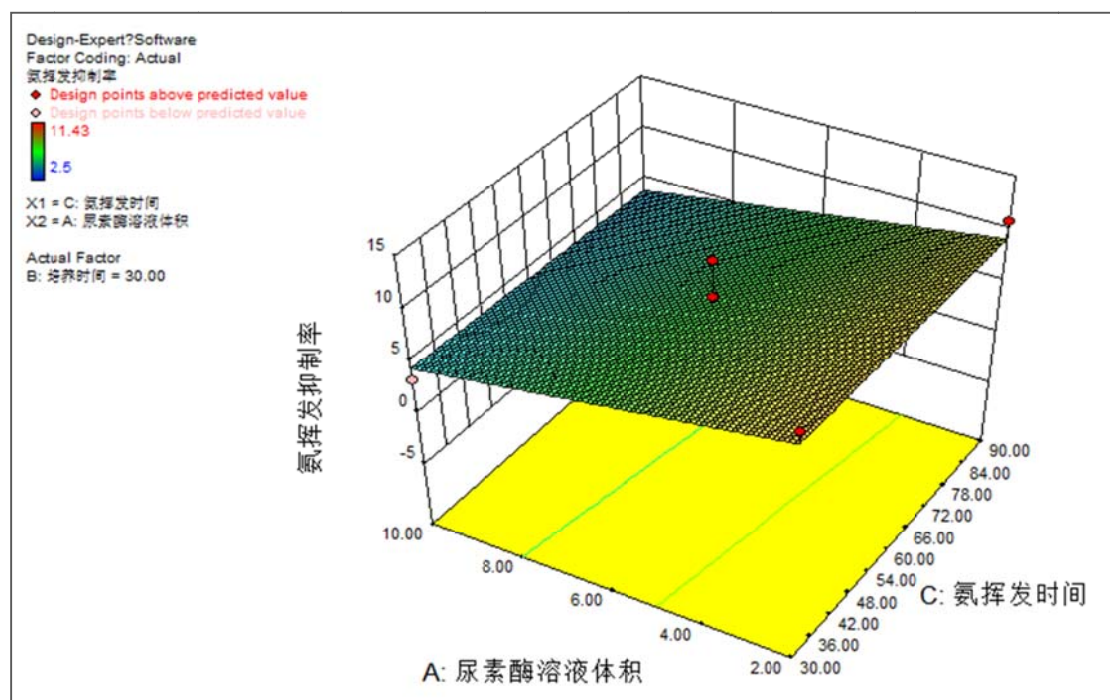 Design-Expert?Software
Factor Coding: Actual
氨挥发抑制率
Design points above predicted value
Design points below predicted value
11.43
2.5
X1 = C: 氨挥发时间
X2 = A: 尿素酶溶液体积
Actual Factor
B: 培养时间 = 30.00
15
10
5
0
-5
氨挥发抑制率
10.00
8.00
6.00
4.00
2.00
A: 尿素酶溶液体积
30.00
36.00
42.00
48.00
54.00
60.00
66.00
72.00
78.00
84.00
90.00
C: 氨挥发时间